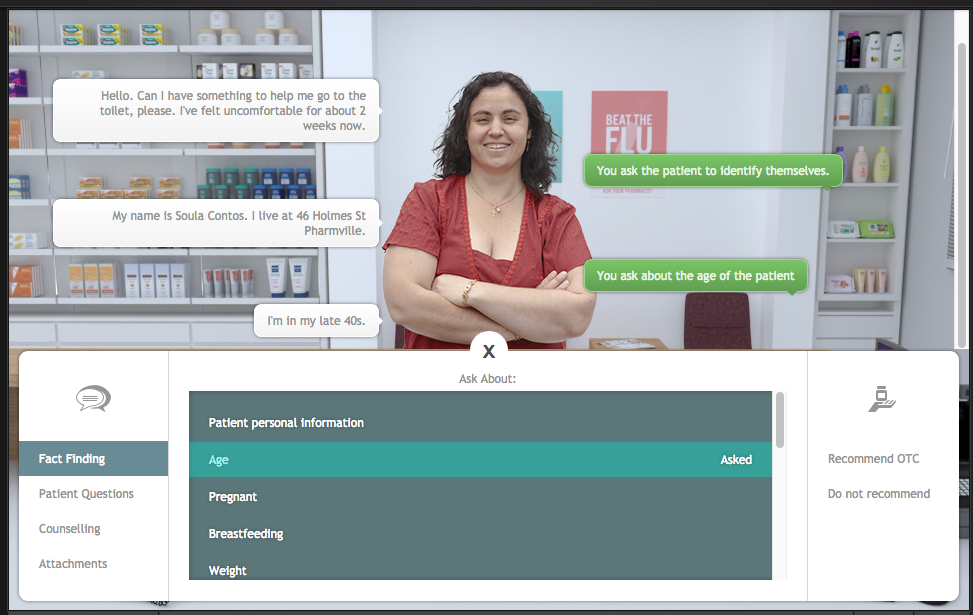 Hello. Can I have something to help me go to the
toilet, please. I've felt uncomfortable for about 2
weeks now.
BEAT THE
FLU
You ask the patient to identify themselves.
ASK YOUR PHARMACIST
My name is Soula Contos. I live at 46 Holmes St
Pharmville.
You ask about the age of the patient
I'm in my late 40s.
X
Ask About:
Patient personal information
Age
Asked
Pregnant
Breastfeeding
Weight
Fact Finding
Patient Questions
Counselling
Attachments
Recommend OTC
Do not recommend